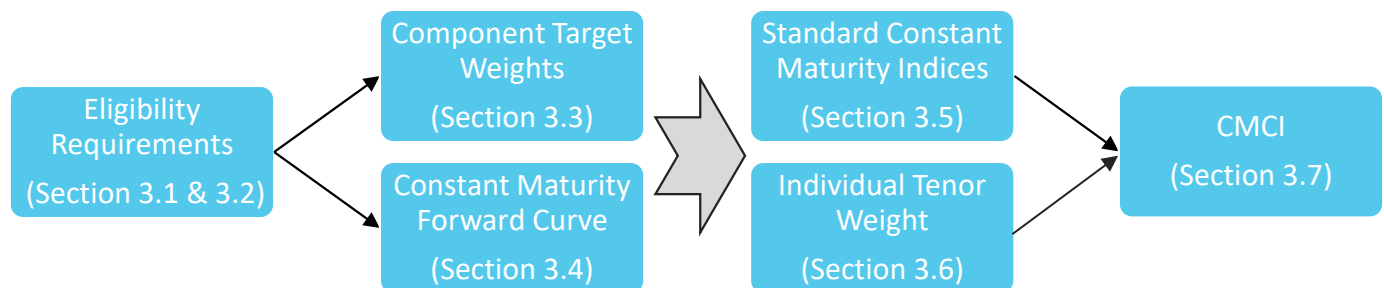 Eligibility
Requirements
(Section 3.1 & 3.2)
Component Target
Weights
(Section 3.3)
Constant Maturity
Forward Curve
(Section 3.4)
Standard Constant
Maturity Indices
(Section 3.5)
Individual Tenor
Weight
(Section 3.6)
CMCI
(Section 3.7)